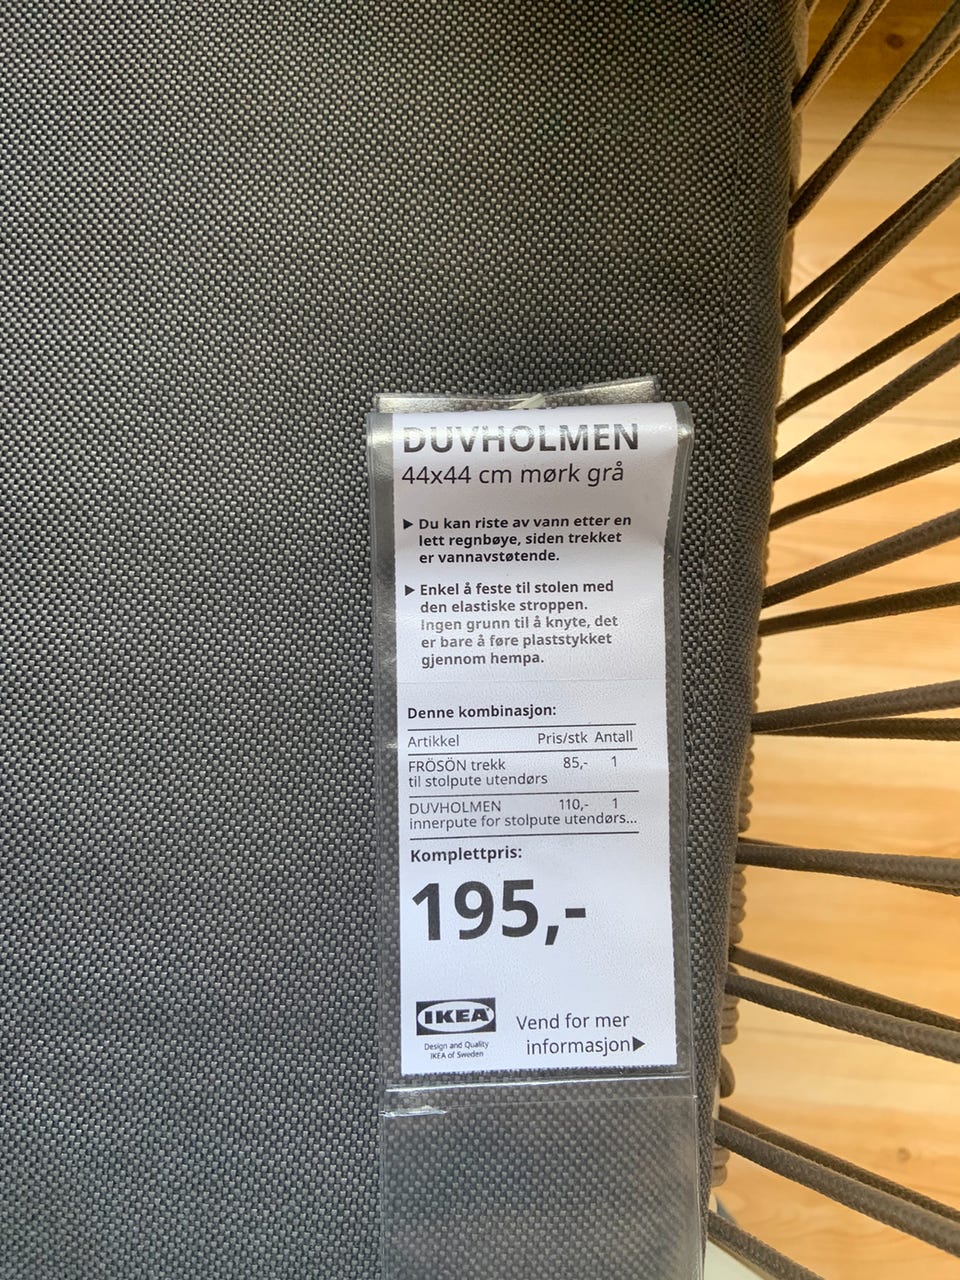 DUVHOLMEN
44x44 cm mørk grå
▶ Du kan riste av vann etter en
lett regnbøye, siden trekket
er vannavstøtende.
▶ Enkel å feste til stolen med
den elastiske stroppen.
Ingen grunn til å knyte, det
er bare å føre plaststykket
gjennom hempa.
Denne kombinasjon:
Artikkel Pris/stk Antall
FRÖSÖN trekk 85,- 1
til stolpute utendørs
DUVHOLMEN 110,- 1
innerpute for stolpute utendørs...
Komplettpris:
195,-
IKEA
Design and Quality
IKEA of Sweden
Vend for mer
informasjon▶